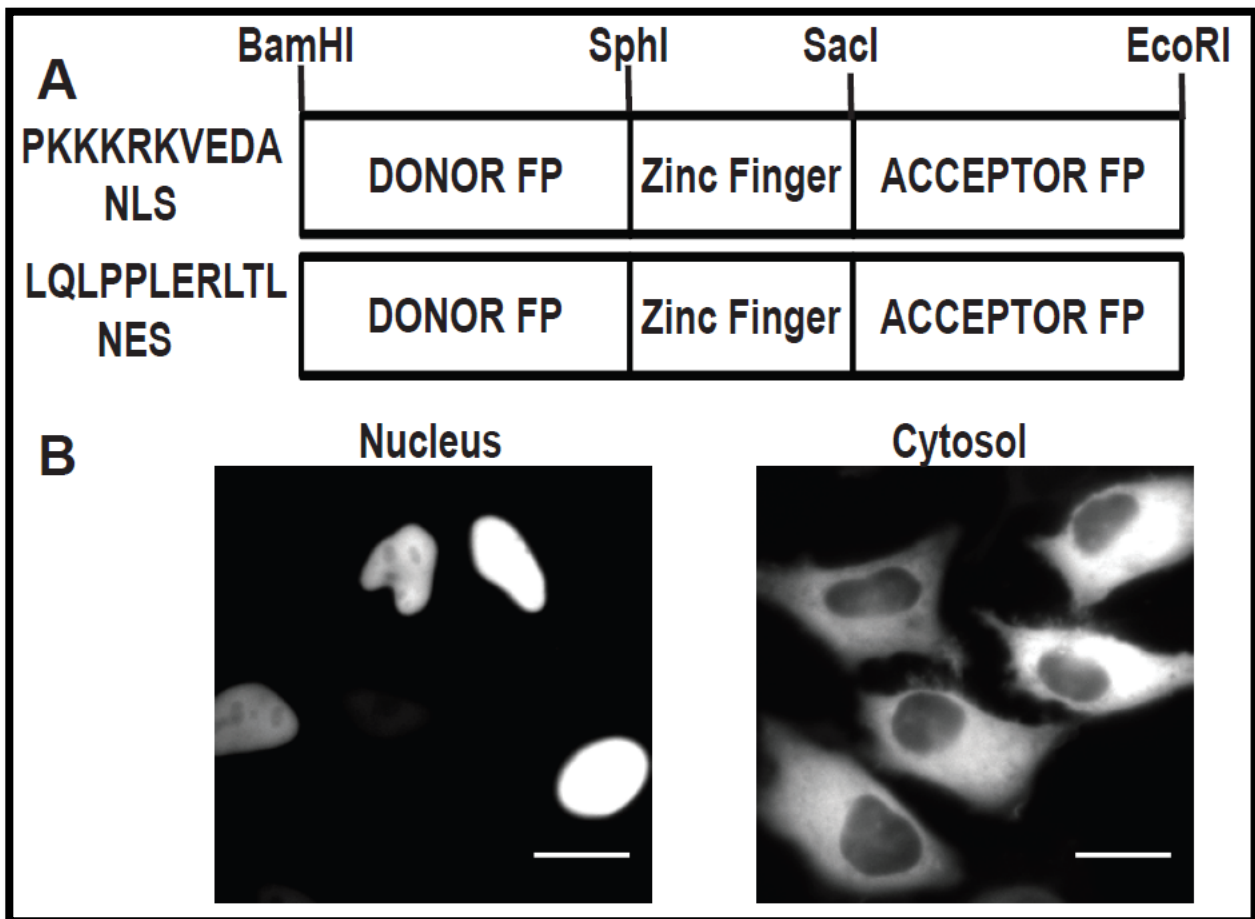 A
BamHI SphI SacI EcoRI
PKKKRKVEDA
NLS
DONOR FP Zinc Finger ACCEPTOR FP
LQLPPLERLTL
NES
DONOR FP Zinc Finger ACCEPTOR FP
B
Nucleus Cytosol